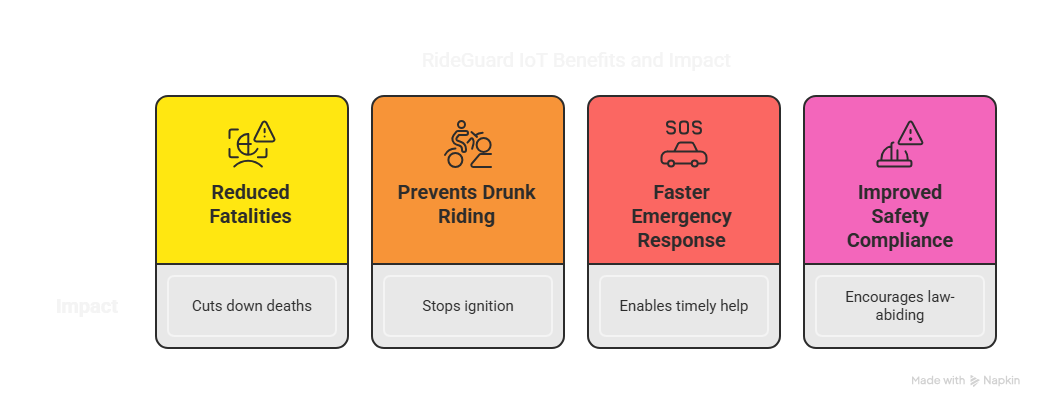 RideGuard IoT Benefits and Impact
Reduced
Fatalities
Prevents Drunk
Riding
SOS
Faster
Emergency
Response
Improved
Safety
Compliance
Impact
Cuts down deaths
Stops ignition
Enables timely help
Encourages law-
abiding
Made with Napkin